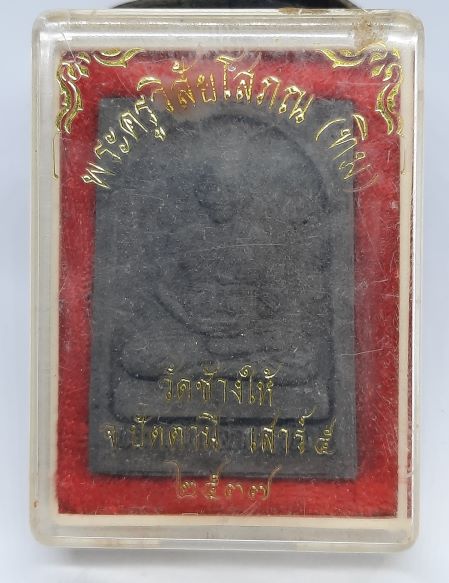 พระครูวิสัยโสภณ (ทิม)
วัดช้างให้
จ.ปัตตานี เสาร์ ๕
๒๕๓๗